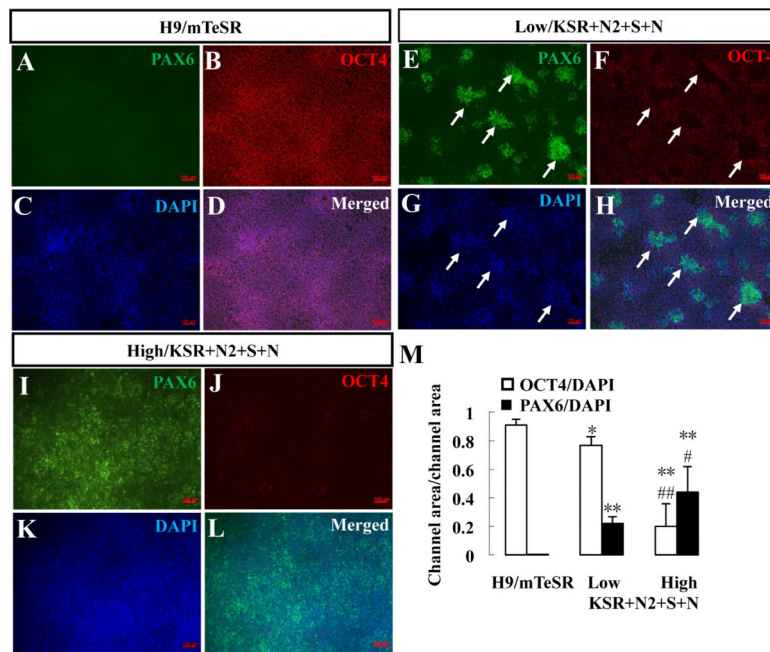 H9/mTeSR
Low/KSR+N2+S+N
A PAX6
B OCT4
C DAPI
D Merged
E PAX6
F OCT4
G DAPI
H Merged
High/KSR+N2+S+N
I PAX6
J OCT4
K DAPI
L Merged
M
OCT4/DAPI
PAX6/DAPI
Channel area/channel area
1
0.8
0.6
0.4
0.2
0
*
**
**
##
**
#
H9/mTeSR Low High
KSR+N2+S+N